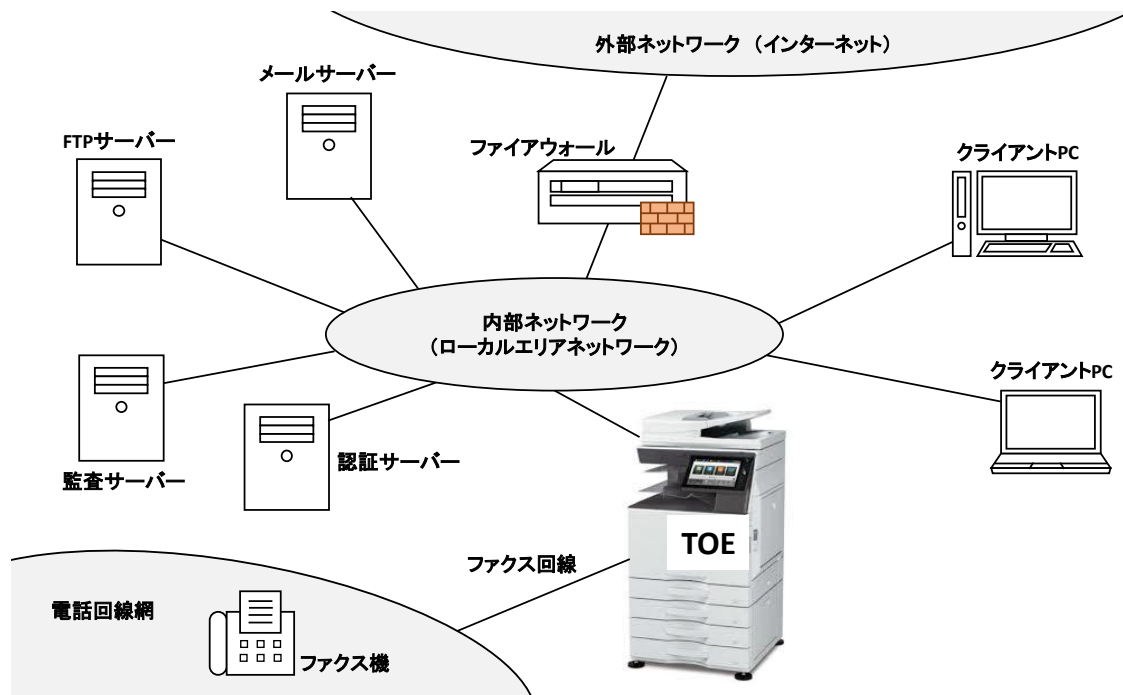 外部ネットワーク （インターネット）
メールサーバー
FTPサーバー
ファイアウォール
クライアントPC
内部ネットワーク
（ローカルエリアネットワーク）
クライアントPC
監査サーバー
認証サーバー
TOE
ファクス回線
電話回線網
ファクス機